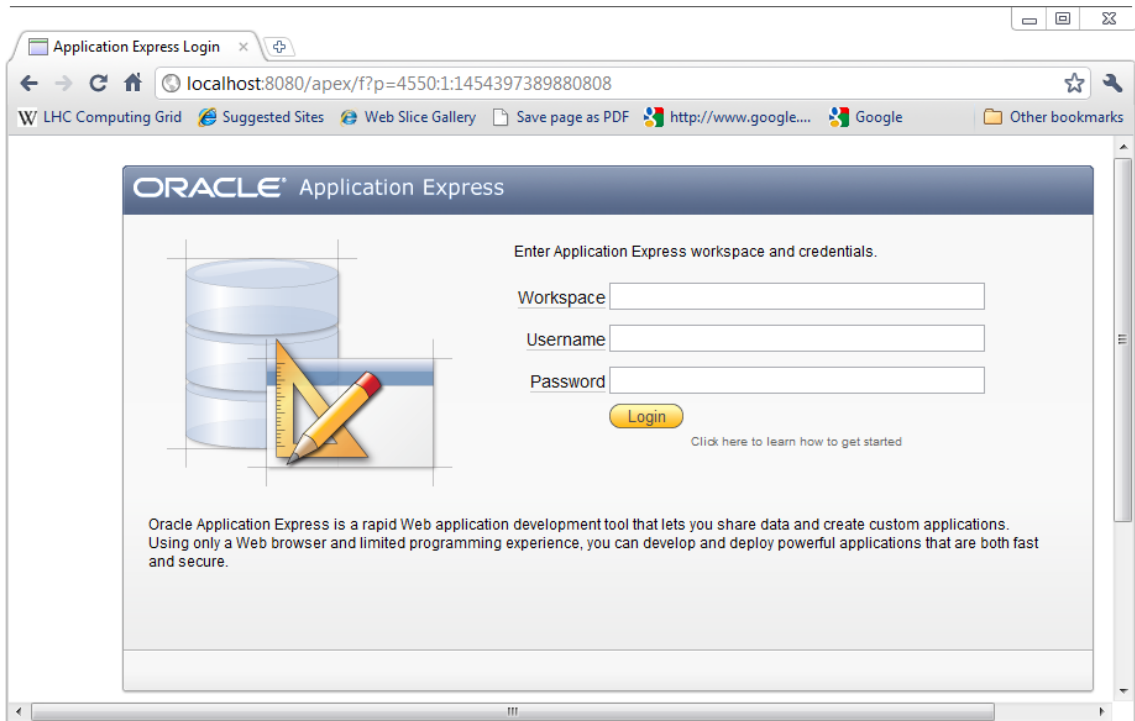 Application Express Login
localhost:8080/apex/f?p=4550:1:1454397389880808
W LHC Computing Grid Suggested Sites Web Slice Gallery Save page as PDF http://www.google.... Google Other bookmarks
ORACLE Application Express
Enter Application Express workspace and credentials.
Workspace
Username
Password
Login
Click here to learn how to get started
Oracle Application Express is a rapid Web application development tool that lets you share data and create custom applications.
Using only a Web browser and limited programming experience, you can develop and deploy powerful applications that are both fast
and secure.